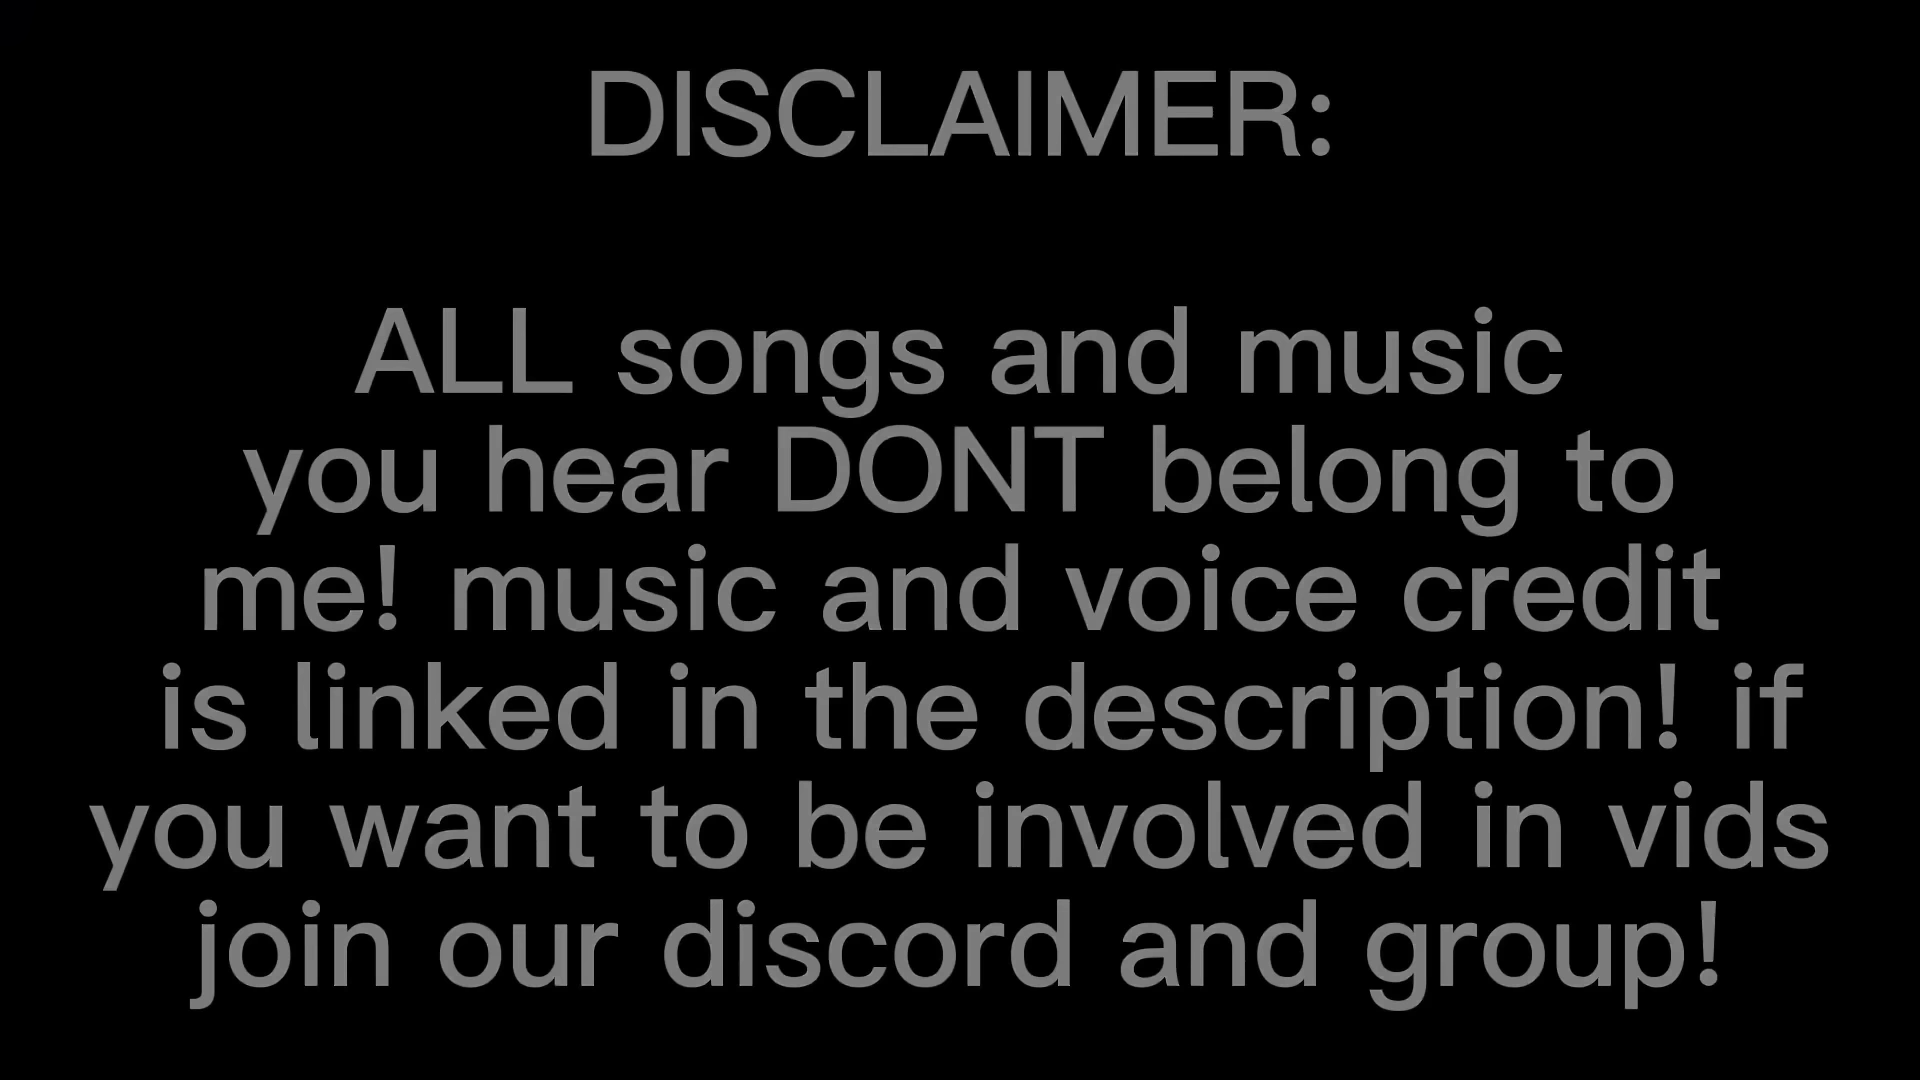 DISCLAIMER:
ALL songs and music
you hear DONT belong to
me! music and voice credit
is linked in the description! if
you want to be involved in vids
join our discord and group!